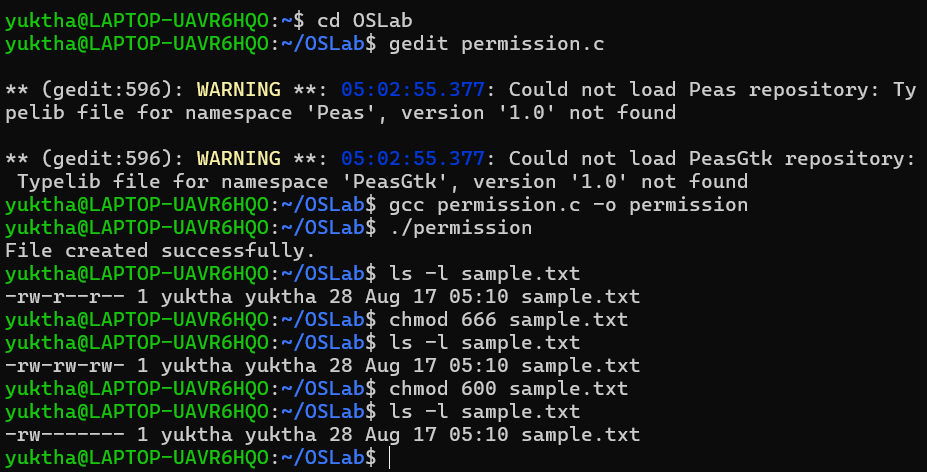 yuktha@LAPTOP-UAVR6HQO:~$ cd OSLab
yuktha@LAPTOP-UAVR6HQO:~/OSLab$ gedit permission.c
** (gedit:596): WARNING **: 05:02:55.377: Could not load Peas repository: Ty
pelib file for namespace 'Peas', version '1.0' not found
** (gedit:596): WARNING **: 05:02:55.377: Could not load PeasGtk repository:
 Typelib file for namespace 'PeasGtk', version '1.0' not found
yuktha@LAPTOP-UAVR6HQO:~/OSLab$ gcc permission.c -o permission
yuktha@LAPTOP-UAVR6HQO:~/OSLab$ ./permission
File created successfully.
yuktha@LAPTOP-UAVR6HQO:~/OSLab$ ls -l sample.txt
-rw-r--r-- 1 yuktha yuktha 28 Aug 17 05:10 sample.txt
yuktha@LAPTOP-UAVR6HQO:~/OSLab$ chmod 666 sample.txt
yuktha@LAPTOP-UAVR6HQO:~/OSLab$ ls -l sample.txt
-rw-rw-rw- 1 yuktha yuktha 28 Aug 17 05:10 sample.txt
yuktha@LAPTOP-UAVR6HQO:~/OSLab$ chmod 600 sample.txt
yuktha@LAPTOP-UAVR6HQO:~/OSLab$ ls -l sample.txt
-rw------- 1 yuktha yuktha 28 Aug 17 05:10 sample.txt
yuktha@LAPTOP-UAVR6HQO:~/OSLab$